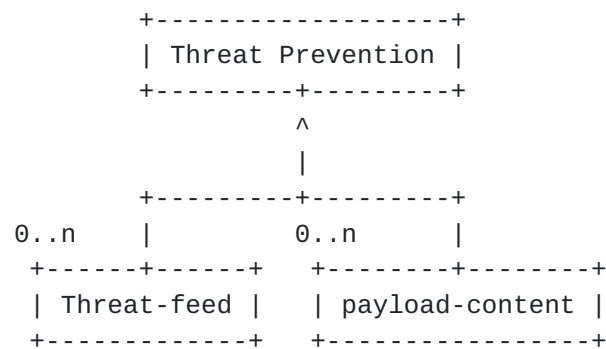 +--------------------+
| Threat Prevention |
+---------+---------+
^
|
+---------+---------+
0..n | 0..n |
+------+------+ +--------+--------+
| Threat-feed | | payload-content |
+-------------+ +-----------------+